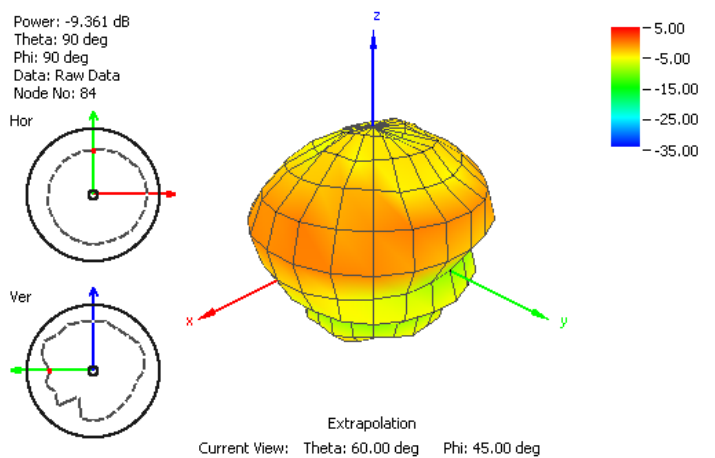 Power: -9.361 dB
Theta: 90 deg
Phi: 90 deg
Data: Raw Data
Node No: 84
Hor
Ver
z
x
y
5.00
-5.00
-15.00
-25.00
-35.00
Extrapolation
Current View: Theta: 60.00 deg Phi: 45.00 deg